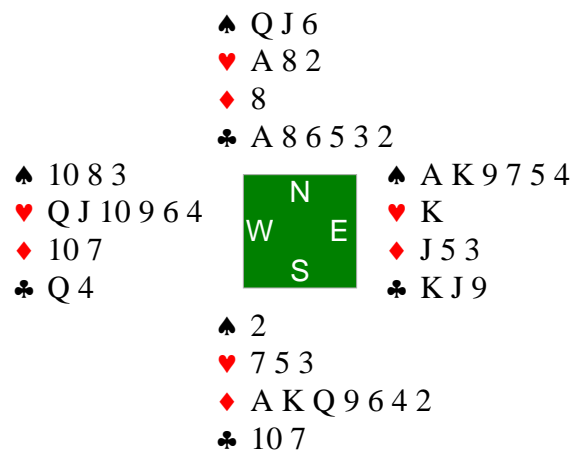 ♠ Q J 6
♥ A 8 2
♦ 8
♣ A 8 6 5 3 2
♠ 10 8 3
♥ Q J 10 9 6 4
♦ 10 7
♣ Q 4
N
W E
S
♠ A K 9 7 5 4
♥ K
♦ J 5 3
♣ K J 9
♠ 2
♥ 7 5 3
♦ A K Q 9 6 4 2
♣ 10 7